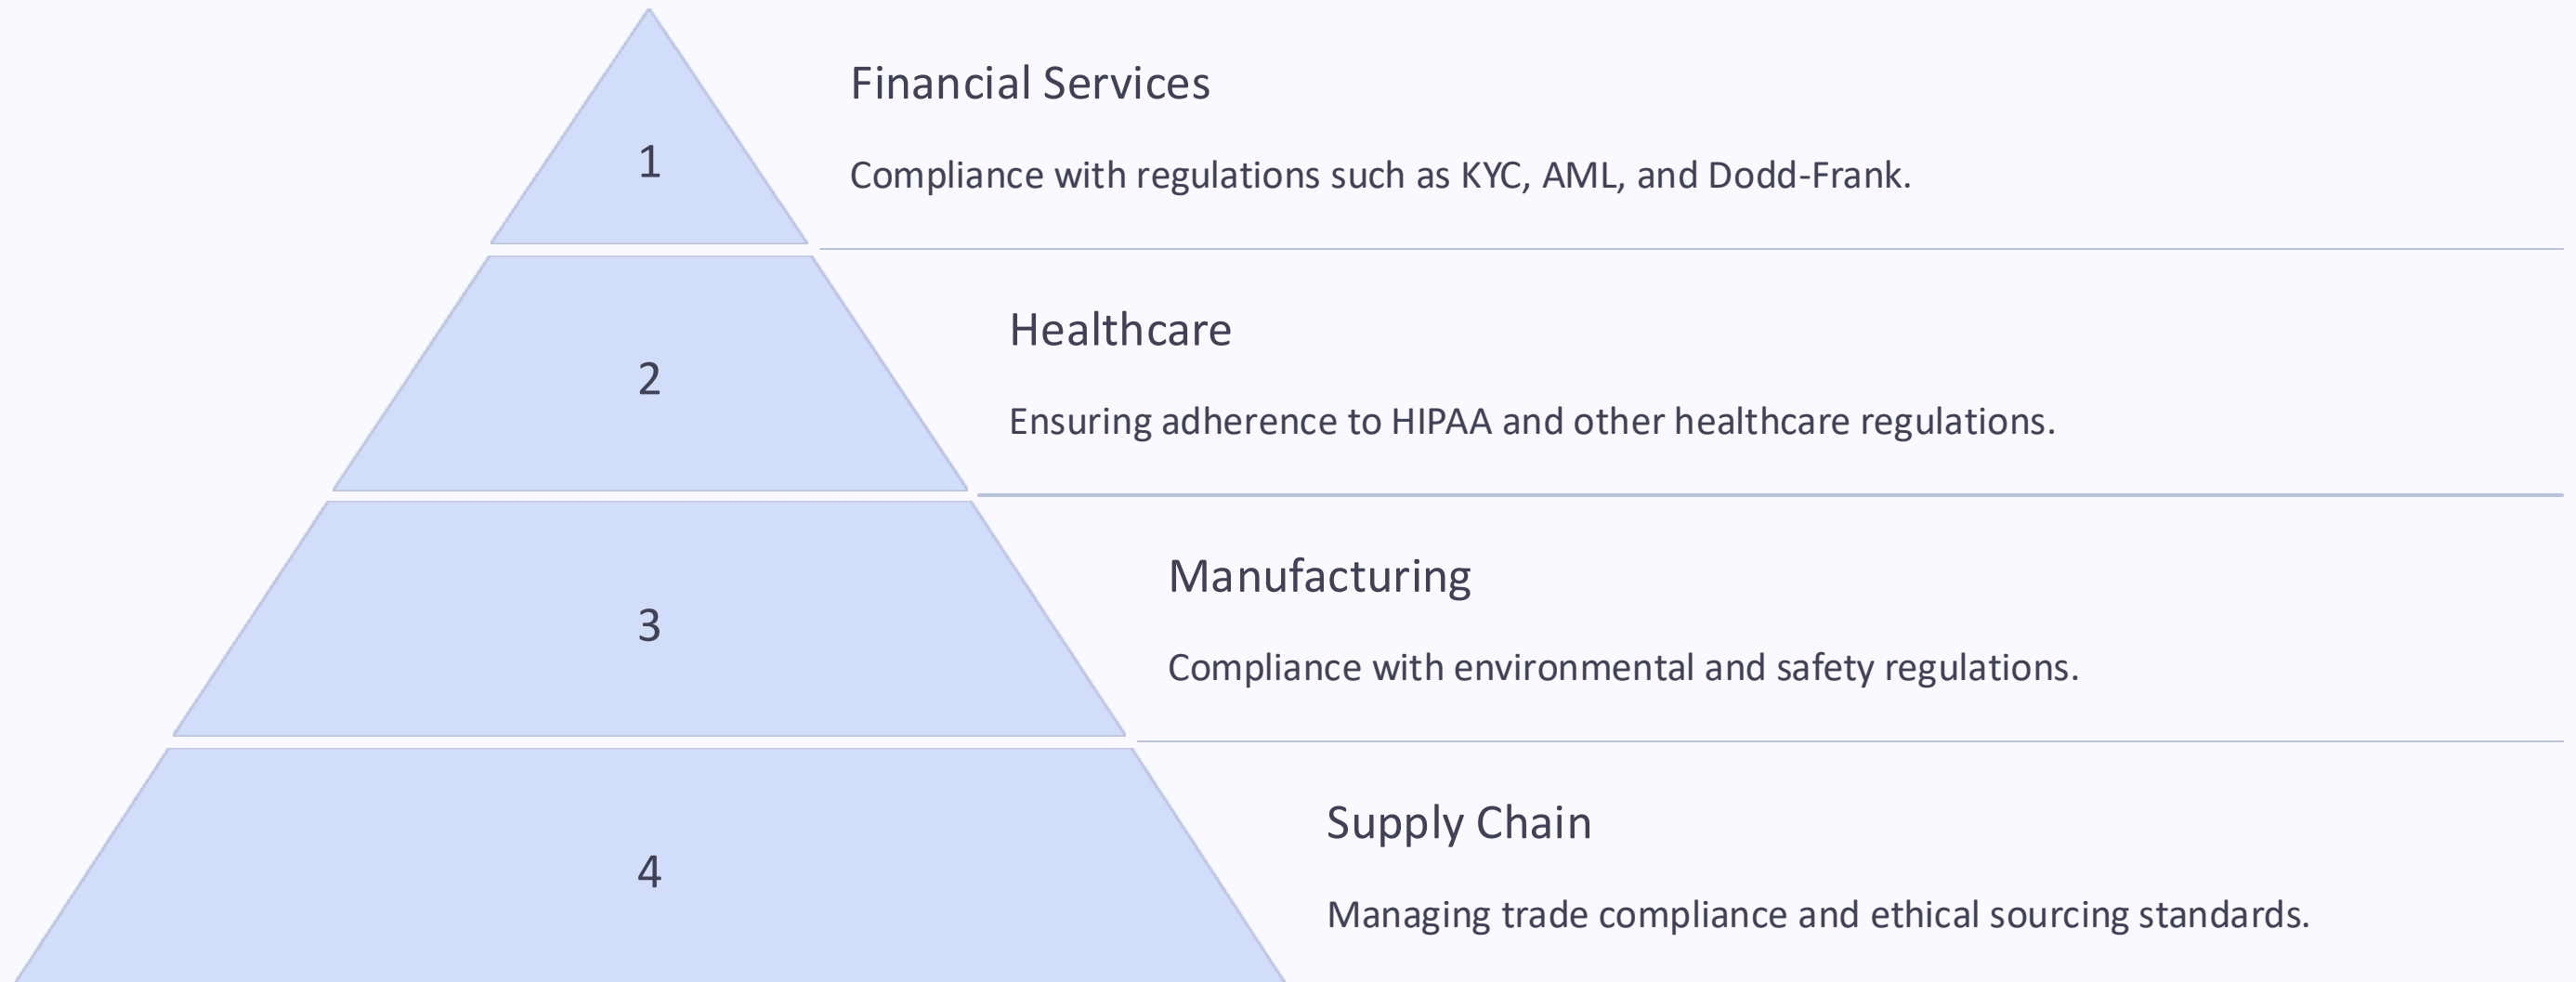 1
Financial Services
Compliance with regulations such as KYC, AML, and Dodd-Frank.
2
Healthcare
Ensuring adherence to HIPAA and other healthcare regulations.
3
Manufacturing
Compliance with environmental and safety regulations.
4
Supply Chain
Managing trade compliance and ethical sourcing standards.